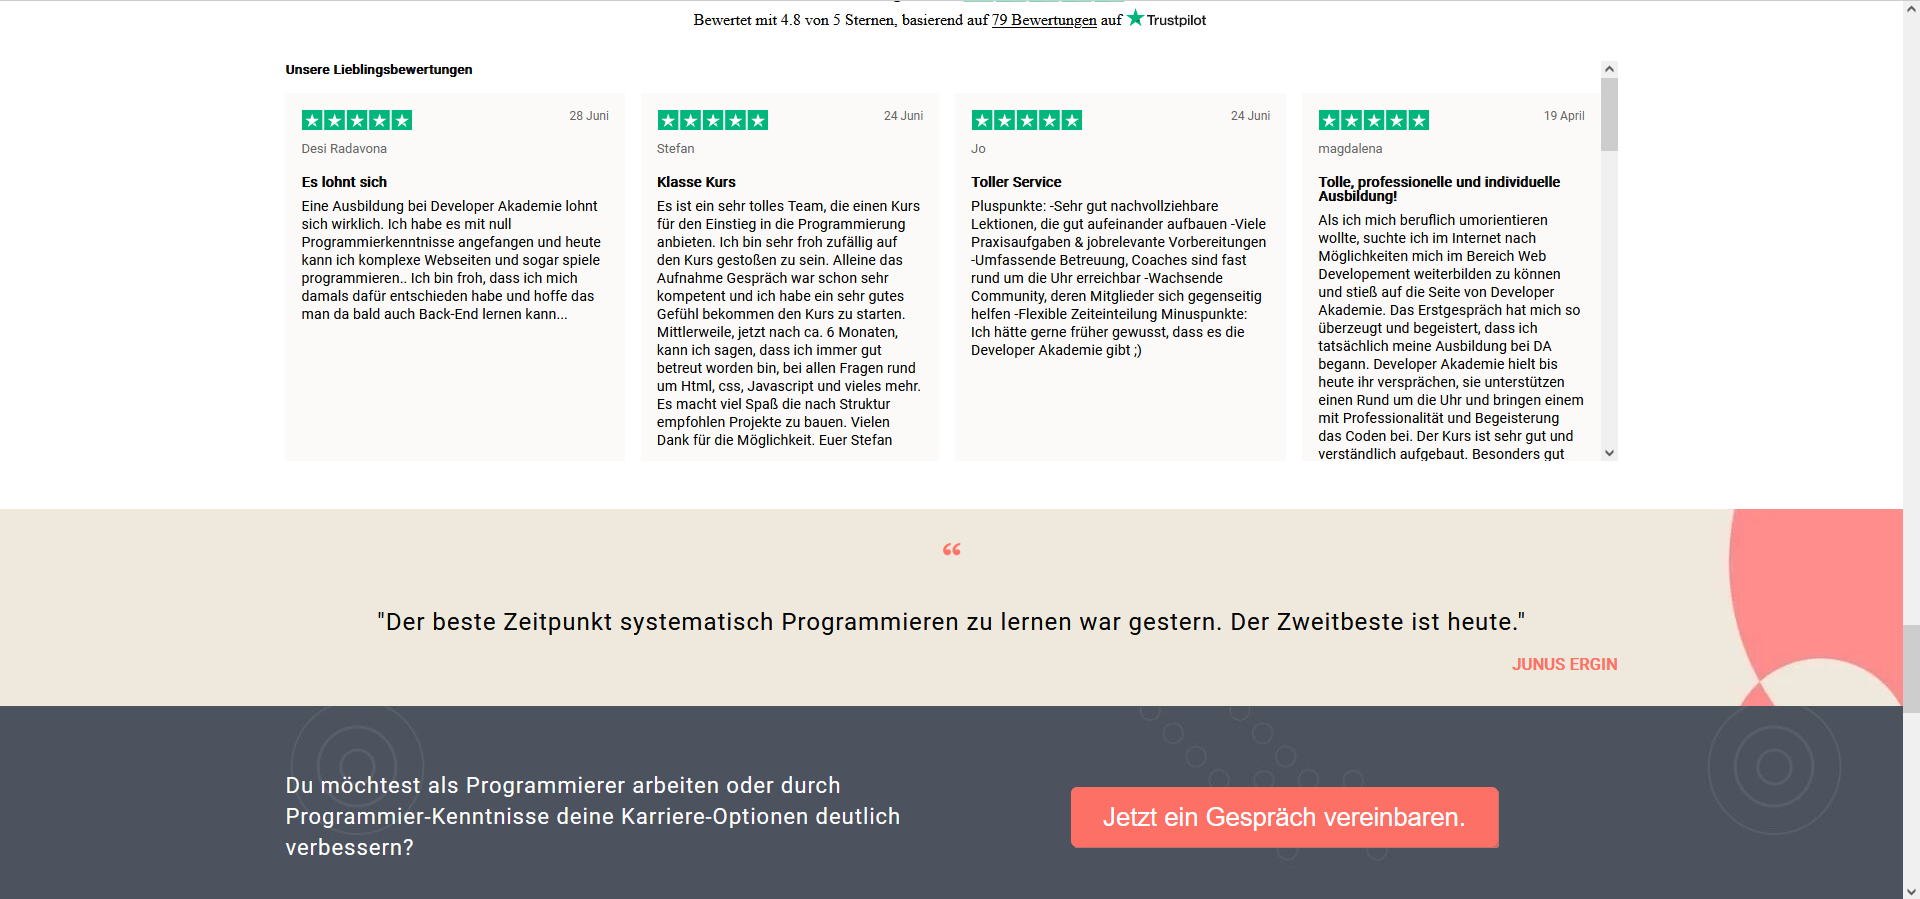 Bewertet mit 4.8 von 5 Sternen, basierend auf 79 Bewertungen auf Trustpilot
Unsere Lieblingsbewertungen
28 Juni
Desi Radavona
Es lohnt sich
Eine Ausbildung bei Developer Akademie lohnt
sich wirklich. Ich habe es mit null
Programmierkenntnisse angefangen und heute
kann ich komplexe Webseiten und sogar spiele
programmieren.. Ich bin froh, dass ich mich
damals dafür entschieden habe und hoffe das
man da bald auch Back-End lernen kann...
24 Juni
Stefan
Klasse Kurs
Es ist ein sehr tolles Team, die einen Kurs
für den Einstieg in die Programmierung
anbieten. Ich bin sehr froh zufällig auf
den Kurs gestoßen zu sein. Alleine das
Aufnahme Gespräch war schon sehr
kompetent und ich habe ein sehr gutes
Gefühl bekommen den Kurs zu starten.
Mittlerweile, jetzt nach ca. 6 Monaten,
kann ich sagen, dass ich immer gut
betreut worden bin, bei allen Fragen rund
um Html, css, Javascript und vieles mehr.
Es macht viel Spaß die nach Struktur
empfohlen Projekte zu bauen. Vielen
Dank für die Möglichkeit. Euer Stefan
24 Juni
Jo
Toller Service
Pluspunkte: -Sehr gut nachvollziehbare
Lektionen, die gut aufeinander aufbauen -Viele
Praxisaufgaben & jobrelevante Vorbereitungen
-Umfassende Betreuung, Coaches sind fast
rund um die Uhr erreichbar -Wachsende
Community, deren Mitglieder sich gegenseitig
helfen -Flexible Zeiteinteilung Minuspunkte:
Ich hätte gerne früher gewusst, dass es die
Developer Akademie gibt ;)
19 April
magdalena
Tolle, professionelle und individuelle
Ausbildung!
Als ich mich beruflich umorientieren
wollte, suchte ich im Internet nach
Möglichkeiten mich im Bereich Web
Developement weiterbilden zu können
und stieß auf die Seite von Developer
Akademie. Das Erstgespräch hat mich so
überzeugt und begeistert, dass ich
tatsächlich meine Ausbildung bei DA
begann. Developer Akademie hielt bis
heute ihr versprächen, sie unterstützen
einen Rund um die Uhr und bringen einem
mit Professionalität und Begeisterung
das Coden bei. Der Kurs ist sehr gut und
verständlich aufgebaut. Besonders gut
“
"Der beste Zeitpunkt systematisch Programmieren zu lernen war gestern. Der Zweitbeste ist heute."
JUNUS ERGIN
Du möchtest als Programmierer arbeiten oder durch
Programmier-Kenntnisse deine Karriere-Optionen deutlich
verbessern?
Jetzt ein Gespräch vereinbaren.